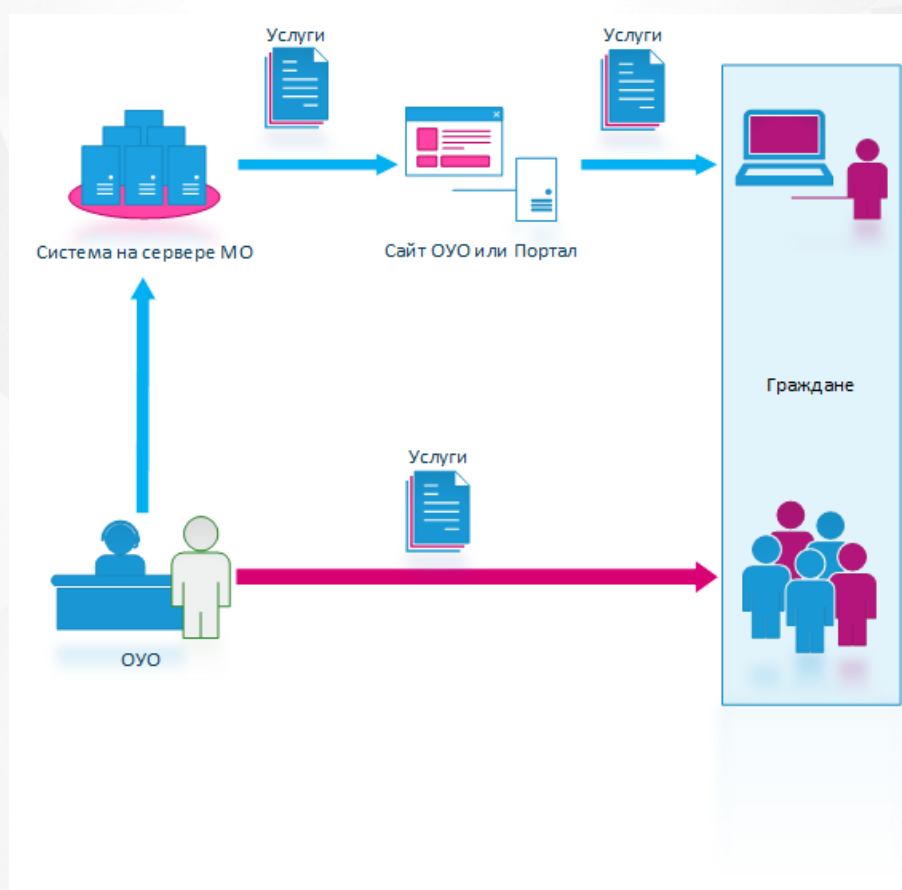 Услуги
Услуги
Система на сервере МО
Сайт ОУО или Портал
Граждане
Услуги
ОУО